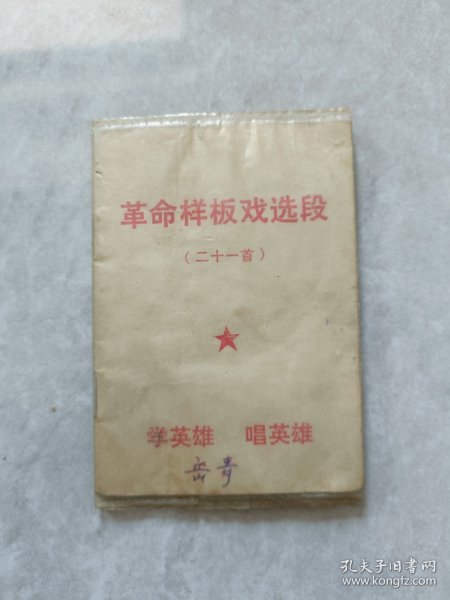 革命样板戏选段
（二十一首）
学英雄 唱英雄
岳青
孔夫子旧书网
www.kongfz.com